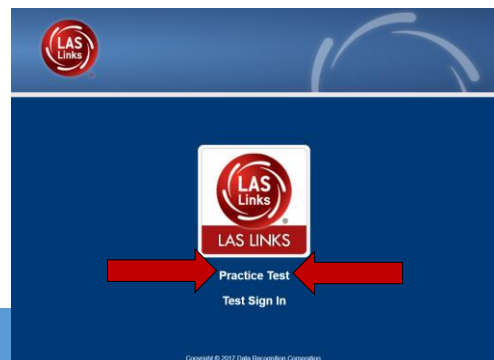 LAS
Links
®
LAS
Links
®
LAS LINKS
Practice Test
Test Sign In
Copyright © 2017 Data Recognition Corporation